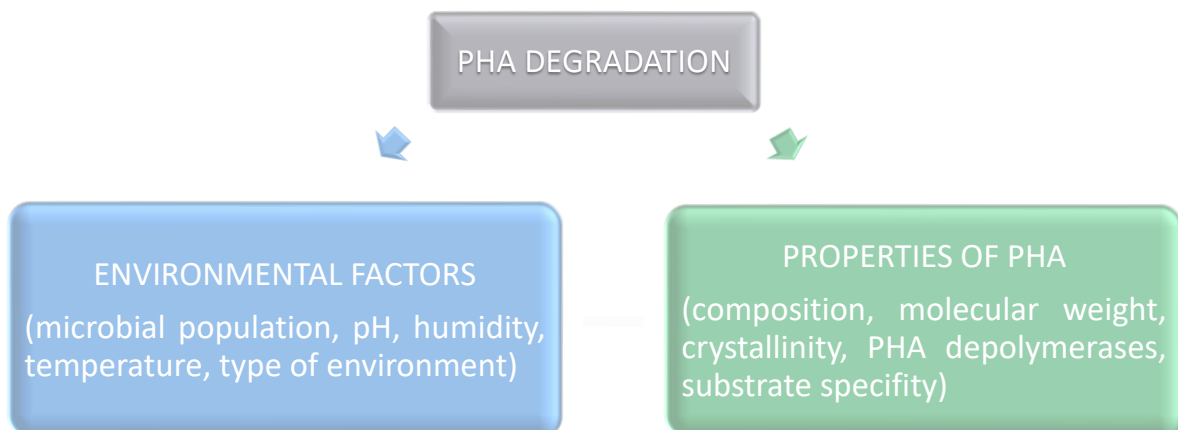 PHA DEGRADATION
ENVIRONMENTAL FACTORS
(microbial population, pH, humidity,
temperature, type of environment)
PROPERTIES OF PHA
(composition, molecular weight,
crystallinity, PHA depolymerases,
substrate specifity)